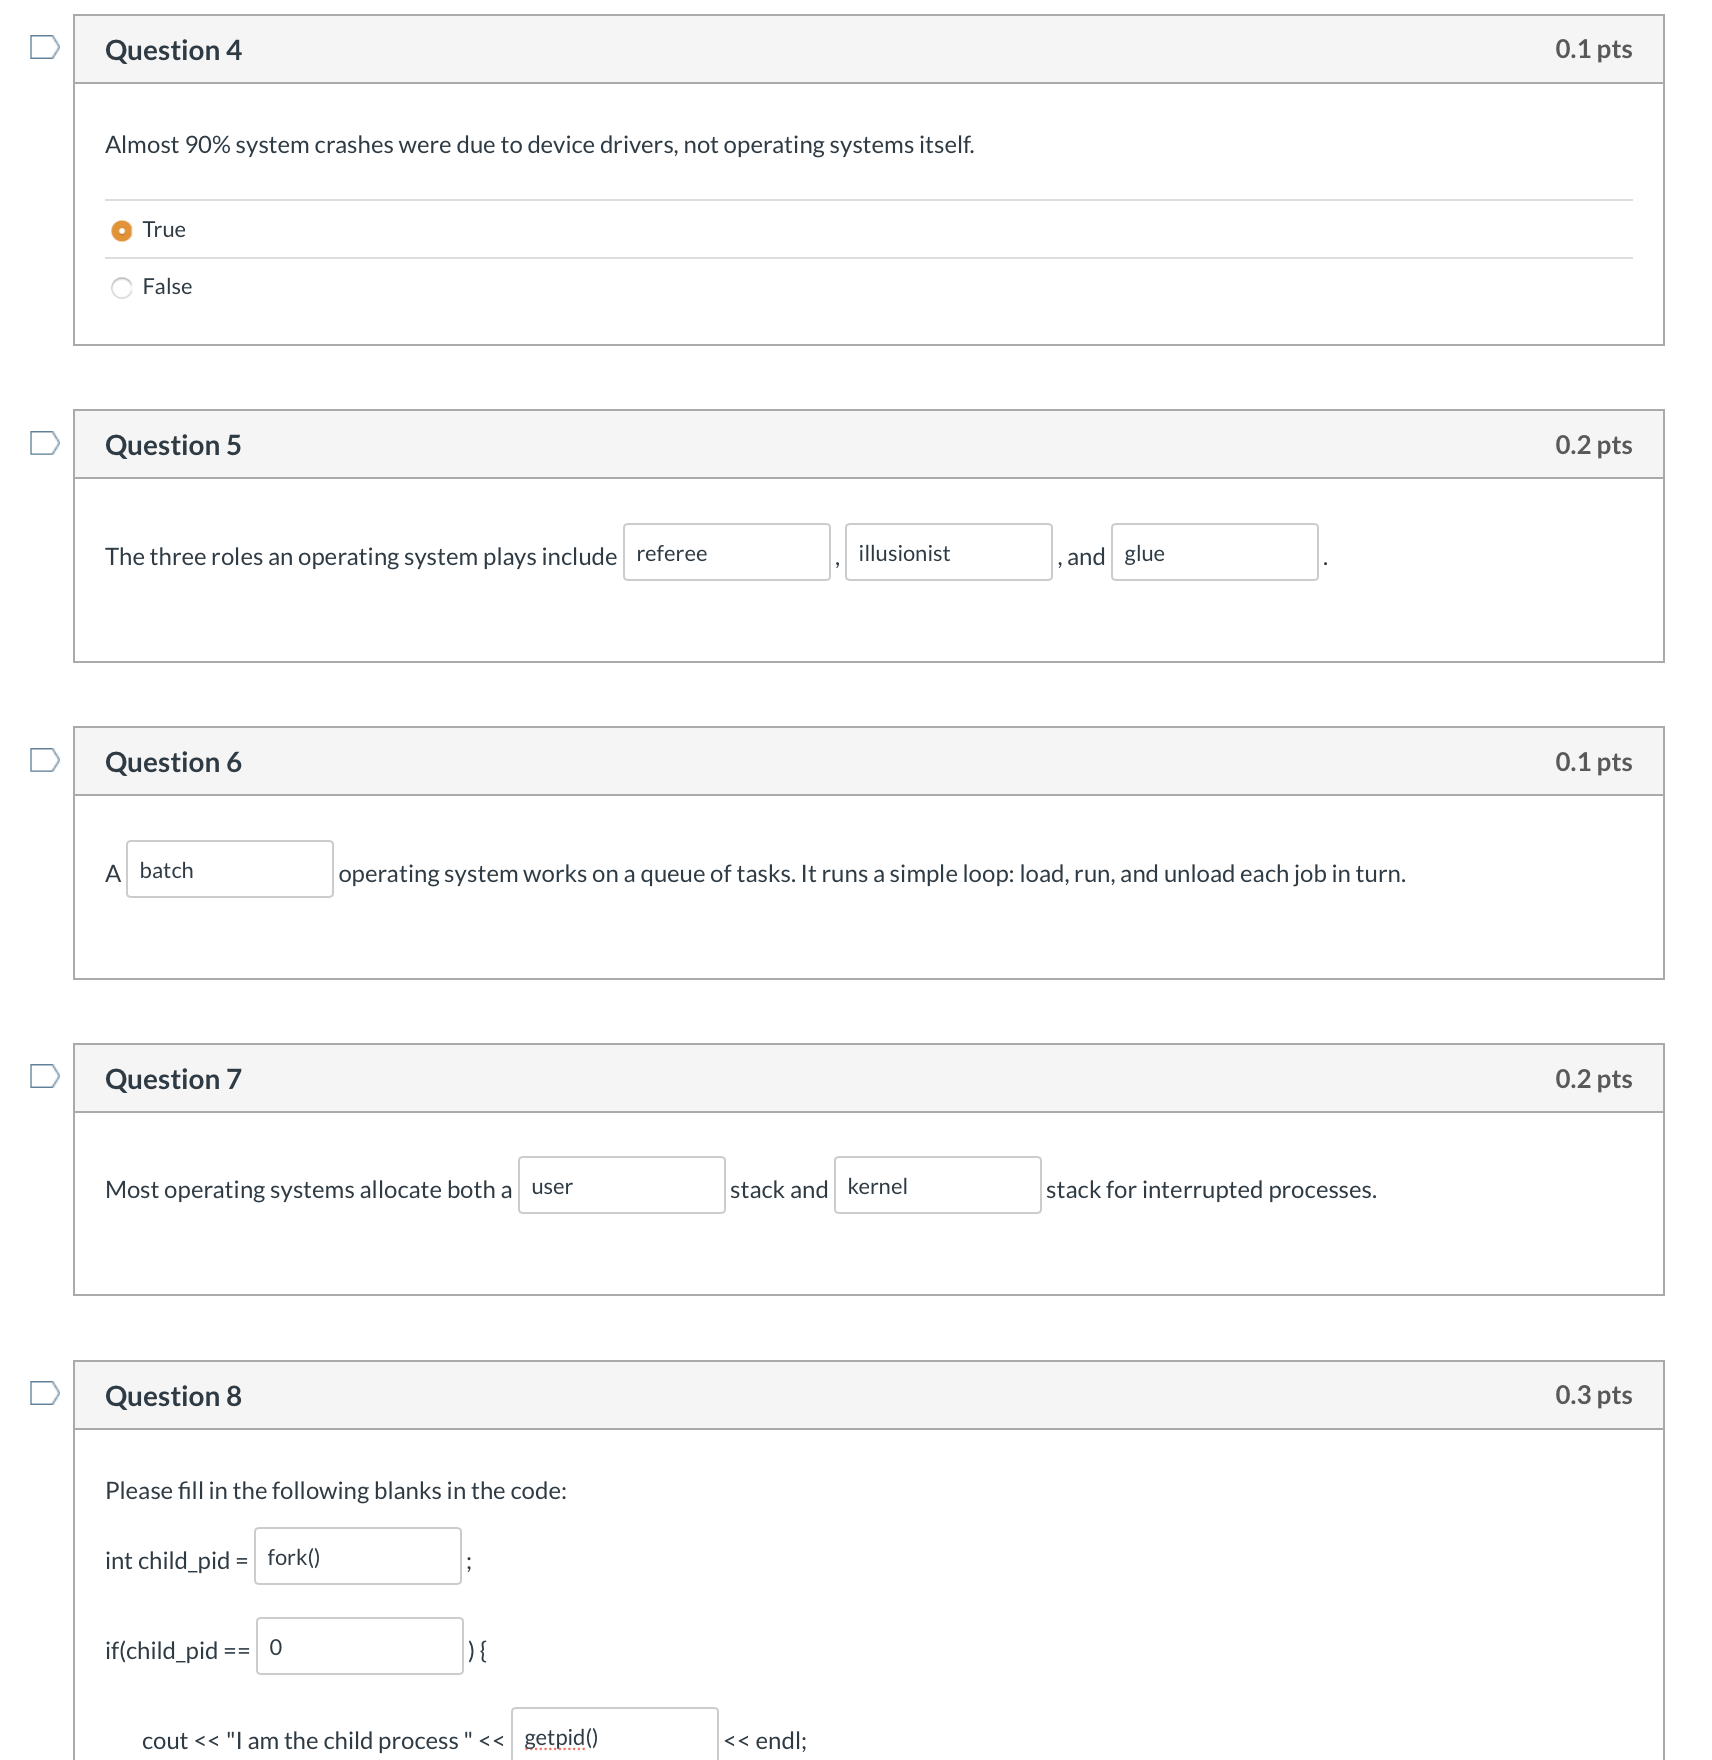 Question 4 0.1 pts
Almost 90% system crashes were due to device drivers, not operating systems itself.
True
False
Question 5 0.2 pts
The three roles an operating system plays include referee , illusionist , and glue .
Question 6 0.1 pts
A batch operating system works on a queue of tasks. It runs a simple loop: load, run, and unload each job in turn.
Question 7 0.2 pts
Most operating systems allocate both a user stack and kernel stack for interrupted processes.
Question 8 0.3 pts
Please fill in the following blanks in the code:
int child_pid = fork() ;
if(child_pid == 0 ) {
cout << "I am the child process " << getpid() << endl;